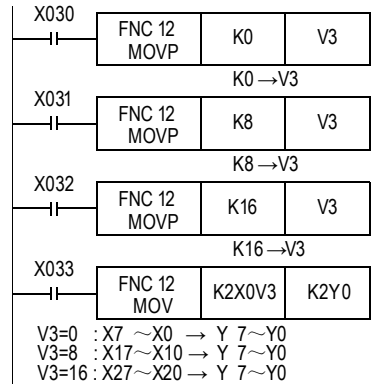 X030
FNC 12 MOVP K0 V3
K0→V3
X031
FNC 12 MOVP K8 V3
K8→V3
X032
FNC 12 MOVP K16 V3
K16→V3
X033
FNC 12 MOV K2X0V3 K2Y0
V3=0 : X7 ～X0 → Y 7～Y0
V3=8 : X17～X10 → Y 7～Y0
V3=16 : X27～X20 → Y 7～Y0